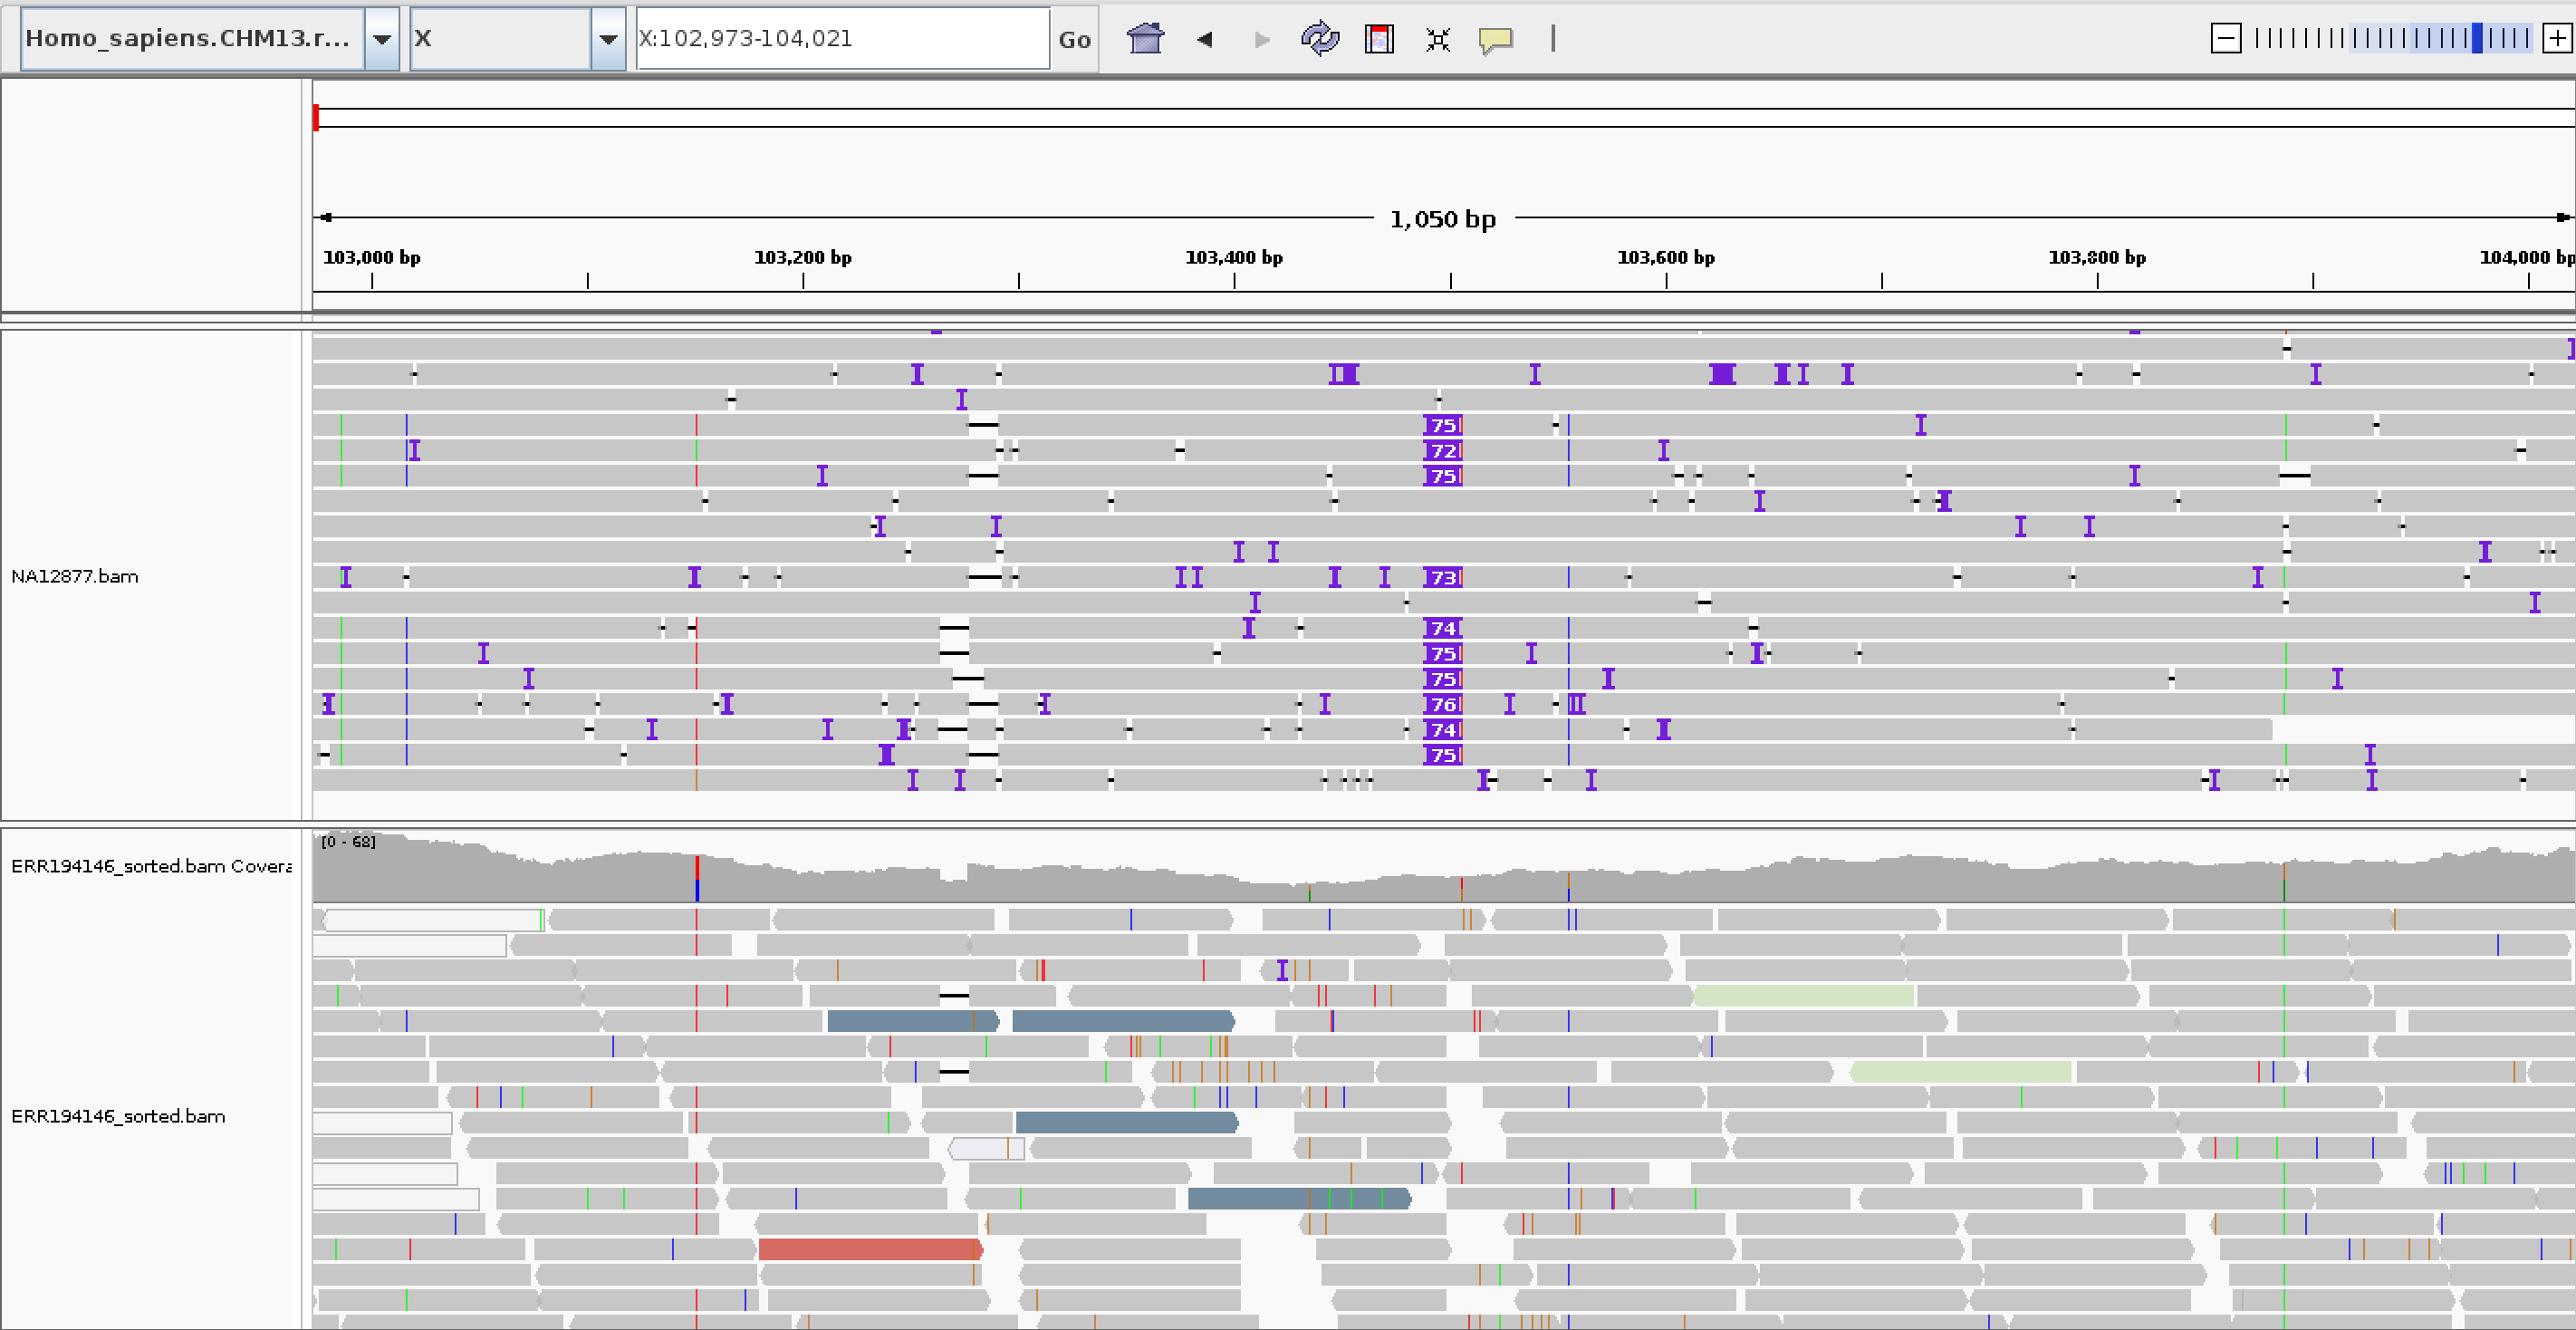 Homo_sapiens.CHM13.r... X X:102,973-104,021 Go
1,050 bp
103,000 bp 103,200 bp 103,400 bp 103,600 bp 103,800 bp 104,000 bp
75
72
75
NA12877.bam
73
74
75
75
76
74
75
[0 - 68]
ERR194146_sorted.bam Covera
ERR194146_sorted.bam